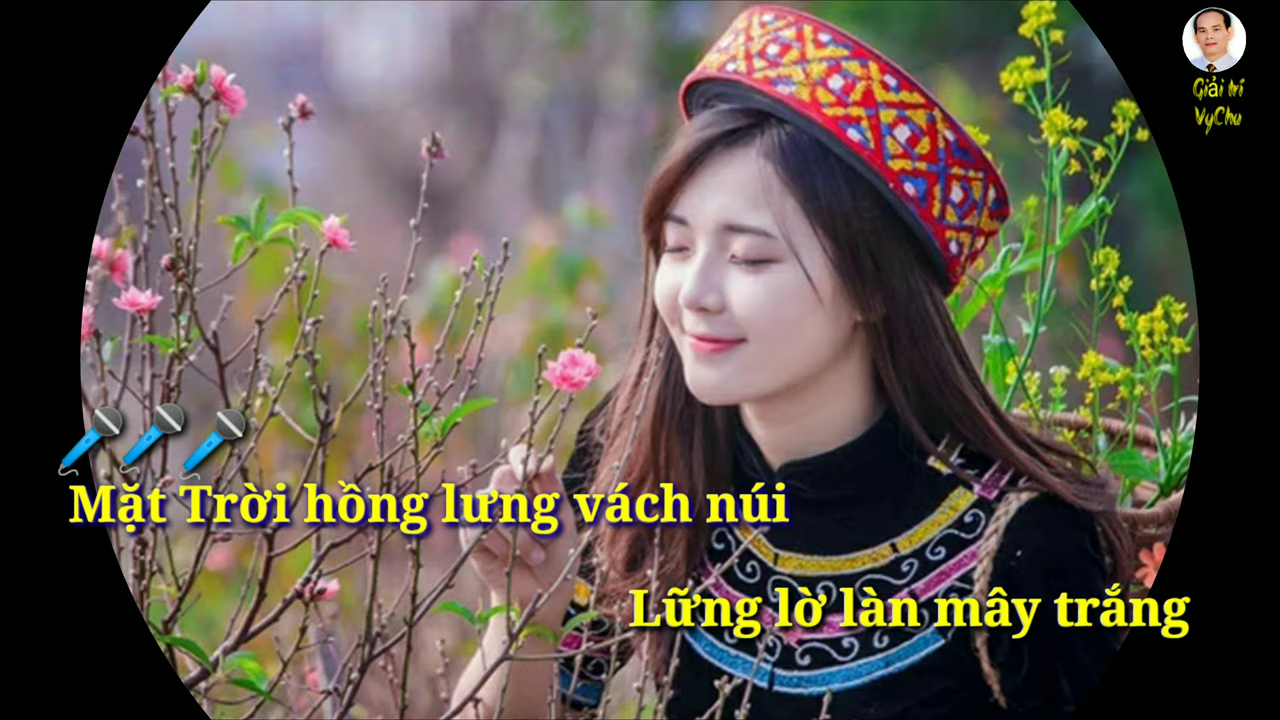 Giải trí
VyChu
Mặt Trời hồng lưng vách núi
Lững lờ làn mây trắng